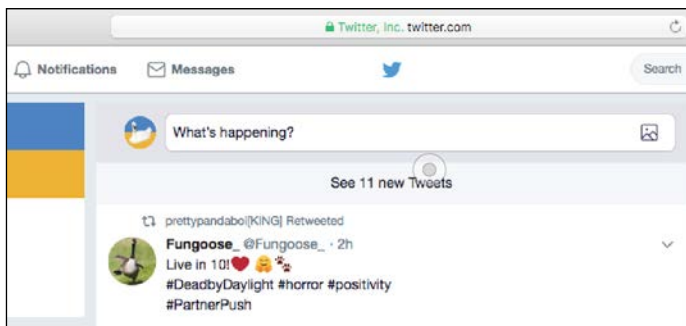 Twitter, Inc. twitter.com
Notifications Messages Search
What's happening?
See 11 new Tweets
prettypandaboi[KING] Retweeted
Fungoose_ @Fungoose_ · 2h
Live in 10!❤️ 🤗 🐾
#DeadbyDaylight #horror #positivity
#PartnerPush